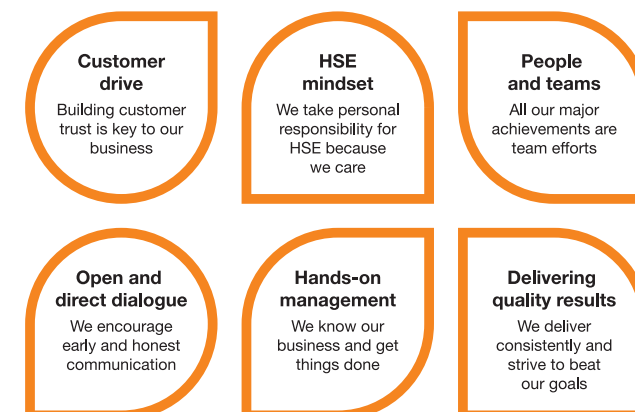 Customer
drive
Building customer
trust is key to our
business
HSE
mindset
We take personal
responsibility for
HSE because
we care
People
and teams
All our major
achievements are
team efforts
Open and
direct dialogue
We encourage
early and honest
communication
Hands-on
management
We know our
business and get
things done
Delivering
quality results
We deliver
consistently and
strive to beat
our goals